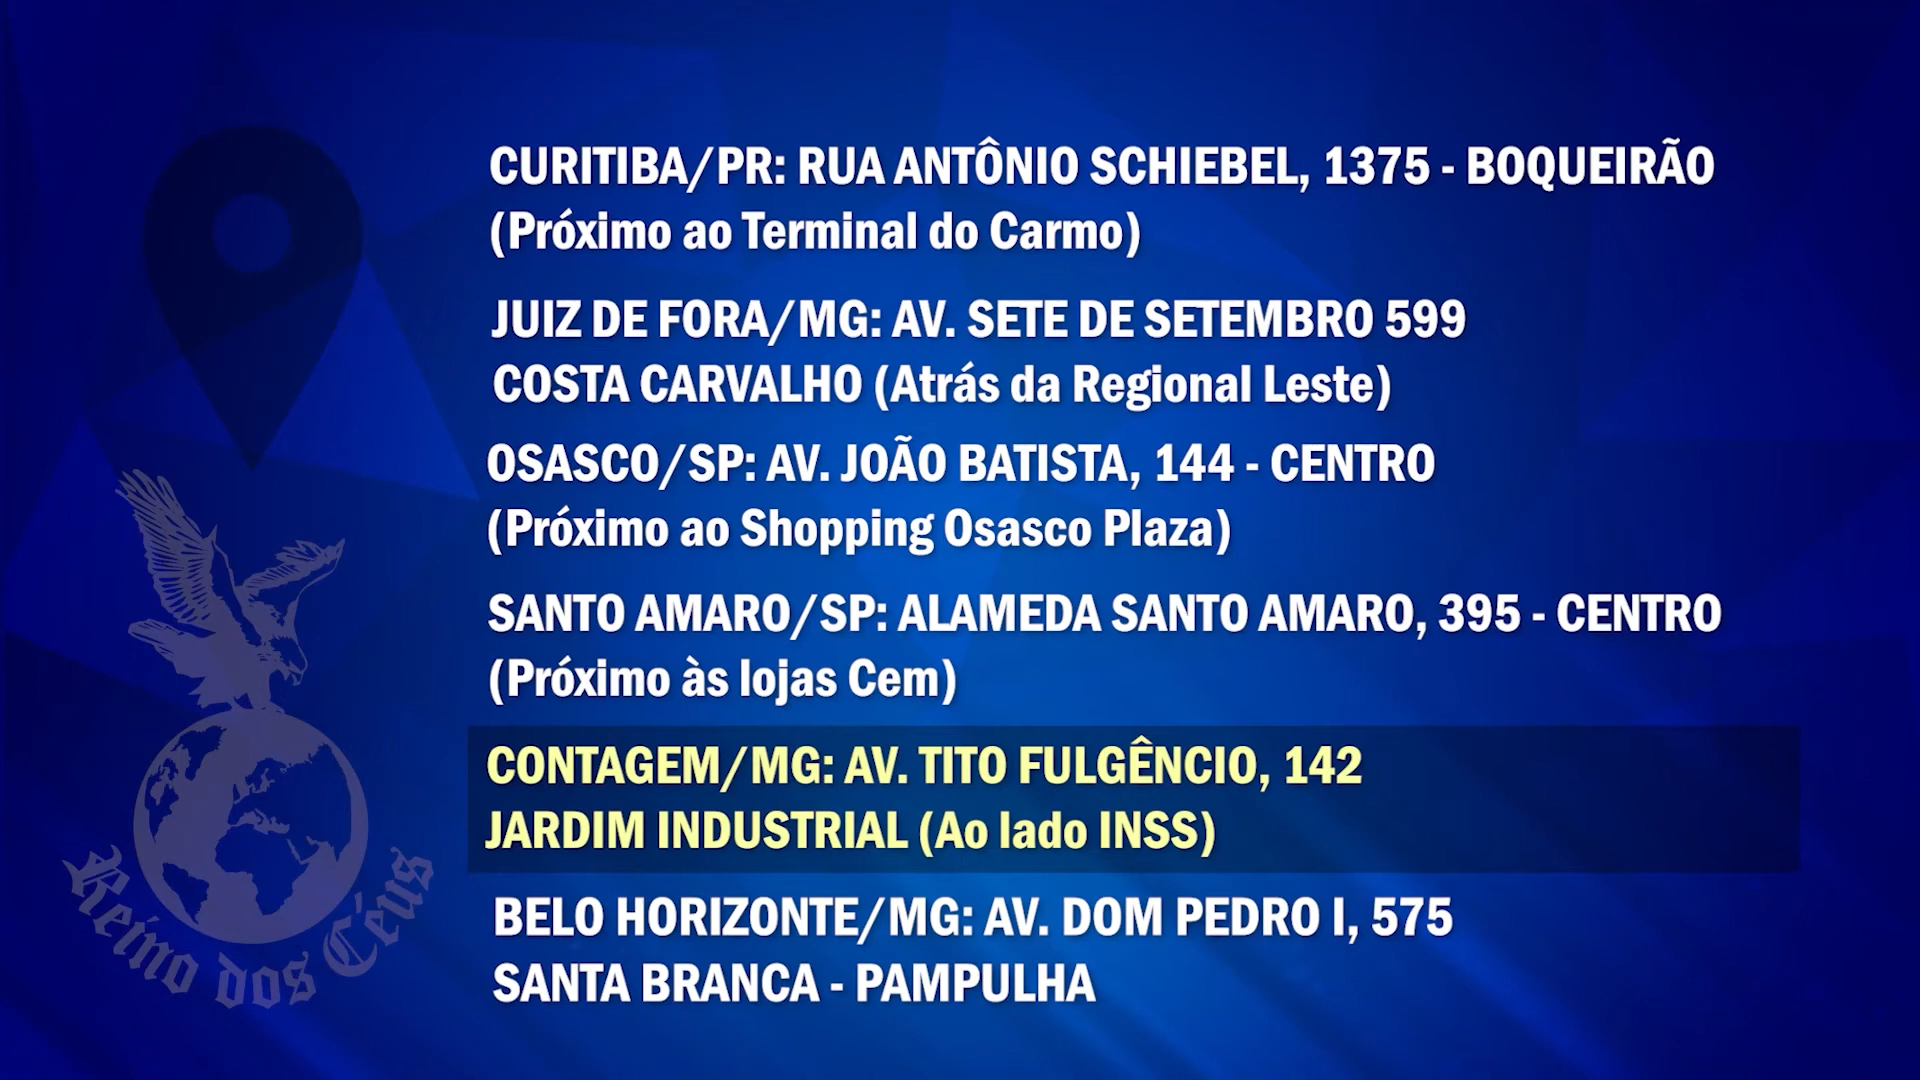 CURITIBA/PR: RUA ANTÔNIO SCHIEBEL, 1375 - BOQUEIRÃO
(Próximo ao Terminal do Carmo)
JUIZ DE FORA/MG: AV. SETE DE SETEMBRO 599
COSTA CARVALHO (Atrás da Regional Leste)
OSASCO/SP: AV. JOÃO BATISTA, 144 - CENTRO
(Próximo ao Shopping Osasco Plaza)
SANTO AMARO/SP: ALAMEDA SANTO AMARO, 395 - CENTRO
(Próximo às lojas Cem)
CONTAGEM/MG: AV. TITO FULGÊNCIO, 142
JARDIM INDUSTRIAL (Ao lado INSS)
BELO HORIZONTE/MG: AV. DOM PEDRO I, 575
SANTA BRANCA - PAMPULHA
Reino dos Céus